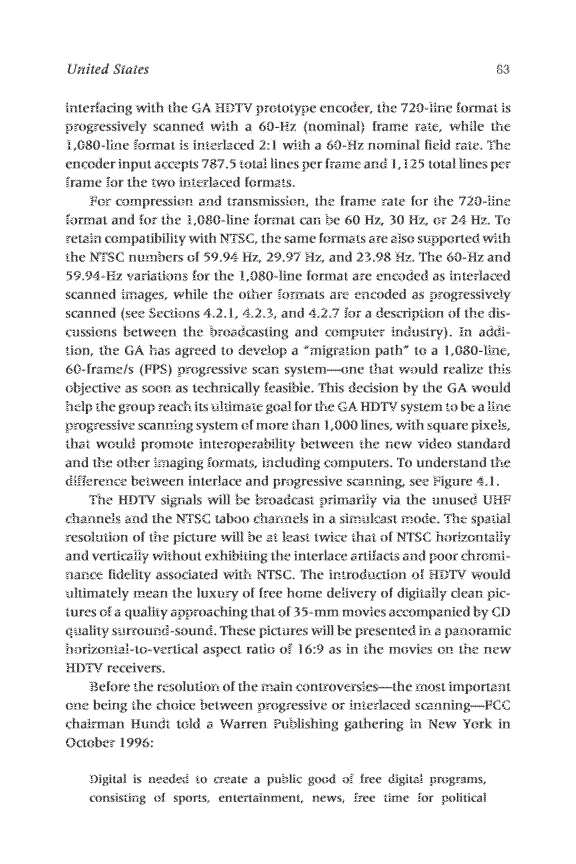 United States 63
interfacing with the GA HDTV prototype encoder, the 720-line format is
progressively scanned with a 60-Hz (nominal) frame rate, while the
1,080-line format is interlaced 2:1 with a 60-Hz nominal field rate. The
encoder input accepts 787.5 total lines per frame and 1,125 total lines per
frame for the two interlaced formats.
For compression and transmission, the frame rate for the 720-line
format and for the 1,080-line format can be 60 Hz, 30 Hz, or 24 Hz. To
retain compatibility with NTSC, the same formats are also supported with
the NTSC numbers of 59.94 Hz, 29.97 Hz, and 23.98 Hz. The 60-Hz and
59.94-Hz variations for the 1,080-line format are encoded as interlaced
scanned images, while the other formats are encoded as progressively
scanned (see Sections 4.2.1, 4.2.3, and 4.2.7 for a description of the dis-
cussions between the broadcasting and computer industry). In addi-
tion, the GA has agreed to develop a "migration path" to a 1,080-line,
60-frame/s (FPS) progressive scan system—one that would realize this
objective as soon as technically feasible. This decision by the GA would
help the group reach its ultimate goal for the GA HDTV system to be a line
progressive scanning system of more than 1,000 lines, with square pixels,
that would promote interoperability between the new video standard
and the other imaging formats, including computers. To understand the
difference between interlace and progressive scanning, see Figure 4.1.
The HDTV signals will be broadcast primarily via the unused UHF
channels and the NTSC taboo channels in a simulcast mode. The spatial
resolution of the picture will be at least twice that of NTSC horizontally
and vertically without exhibiting the interlace artifacts and poor chromi-
nance fidelity associated with NTSC. The introduction of HDTV would
ultimately mean the luxury of free home delivery of digitally clean pic-
tures of a quality approaching that of 35-mm movies accompanied by CD
quality surround-sound. These pictures will be presented in a panoramic
horizontal-to-vertical aspect ratio of 16:9 as in the movies on the new
HDTV receivers.
Before the resolution of the main controversies—the most important
one being the choice between progressive or interlaced scanning—FCC
chairman Hundt told a Warren Publishing gathering in New York in
October 1996:
Digital is needed to create a public good of free digital programs,
consisting of sports, entertainment, news, free time for political